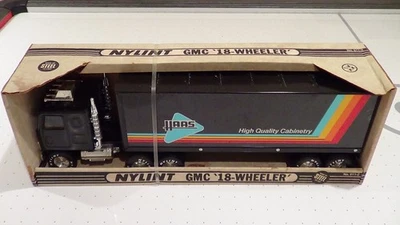 NYLINT GMC '18-WHEELER'
HAAS
High Quality Cabinetry
NYLINT GMC '18-WHEELER'